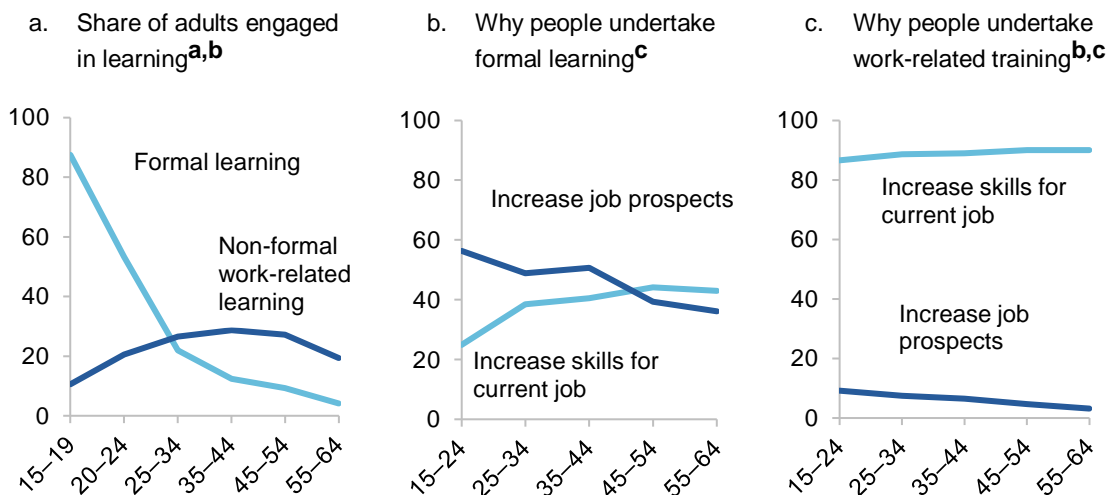 a. Share of adults engaged
in learning a,b
100
80
60
40
20
0
Formal learning
Non-formal
work-related
learning
15–19
20–24
25–34
35–44
45–54
55–64
b. Why people undertake
formal learning c
100
80
60
40
20
0
Increase job prospects
Increase skills for
current job
15–24
25–34
35–44
45–54
55–64
c. Why people undertake
work-related training b,c
100
80
60
40
20
0
Increase skills for
current job
Increase job
prospects
15–24
25–34
35–44
45–54
55–64